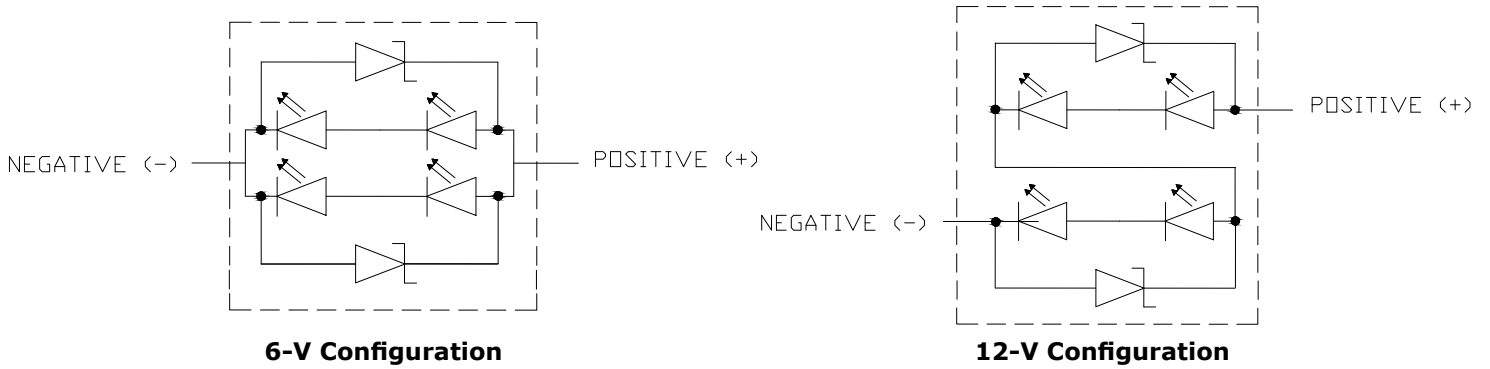 NEGATIVE (-)
POSITIVE (+)
6-V Configuration
POSITIVE (+)
NEGATIVE (-)
12-V Configuration